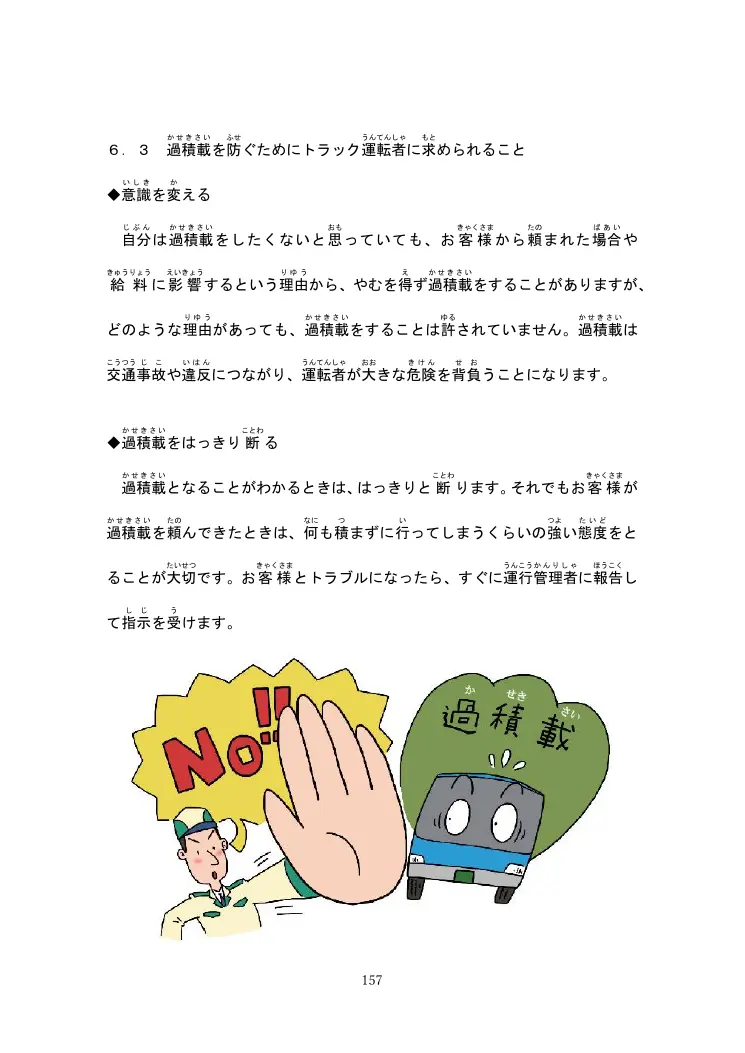 ６．３　過積載を防ぐためにトラック運転者に求められること
◆意識を変える
　自分は過積載をしたくないと思っていても、お客様から頼まれた場合や
給料に影響するという理由から、やむを得ず過積載をすることがありますが、
どのような理由があっても、過積載をすることは許されていません。過積載は
交通事故や違反につながり、運転者が大きな危険を背負うことになります。
◆過積載をはっきり断る
　過積載となることがわかるときは、はっきりと断ります。それでもお客様が
過積載を頼んできたときは、何も積まずに行ってしまうくらいの強い態度をと
ることが大切です。お客様とトラブルになったら、すぐに運行管理者に報告し
て指示を受けます。
No!!
過積載
157